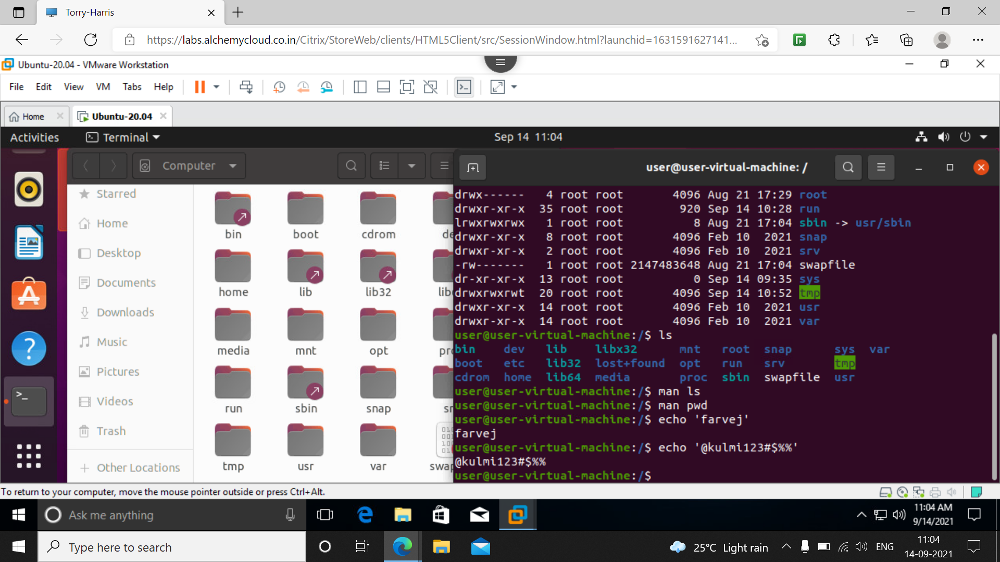 Torry-Harris
https://labs.alchemycloud.co.in/Citrix/StoreWeb/clients/HTML5Client/src/SessionWindow.html?launchid=1631591627141...
Ubuntu-20.04 - VMware Workstation
File Edit View VM Tabs Help
Home Ubuntu-20.04
Activities Terminal Sep 14 11:04
Computer
Starred
Home
Desktop
Documents
Downloads
Music
Pictures
Videos
Trash
Other Locations
bin boot cdrom de
home lib lib32 lib
media mnt opt pro
run sbin snap sr
tmp usr var swap
user@user-virtual-machine: /
drwx------ 4 root root 4096 Aug 21 17:29 root
drwxr-xr-x 35 root root 920 Sep 14 10:28 run
lrwxrwxrwx 1 root root 8 Aug 21 17:04 sbin -> usr/sbin
drwxr-xr-x 8 root root 4096 Feb 10 2021 snap
drwxr-xr-x 2 root root 4096 Feb 10 2021 srv
-rw------- 1 root root 2147483648 Aug 21 17:04 swapfile
dr-xr-xr-x 13 root root 0 Sep 14 09:35 sys
drwxrwxrwt 20 root root 4096 Sep 14 10:52 tmp
drwxr-xr-x 14 root root 4096 Feb 10 2021 usr
drwxr-xr-x 14 root root 4096 Feb 10 2021 var
user@user-virtual-machine:/$ ls
bin dev lib libx32 mnt root snap sys var
boot etc lib32 lost+found opt run srv tmp
cdrom home lib64 media proc sbin swapfile usr
user@user-virtual-machine:/$ man ls
user@user-virtual-machine:/$ man pwd
user@user-virtual-machine:/$ echo 'farvej'
farvej
user@user-virtual-machine:/$ echo '@kulmi123#$%%'
@kulmi123#$%%
user@user-virtual-machine:/$
To return to your computer, move the mouse pointer outside or press Ctrl+Alt.
Ask me anything
11:04 AM
9/14/2021
Type here to search
25°C Light rain
ENG
11:04
14-09-2021